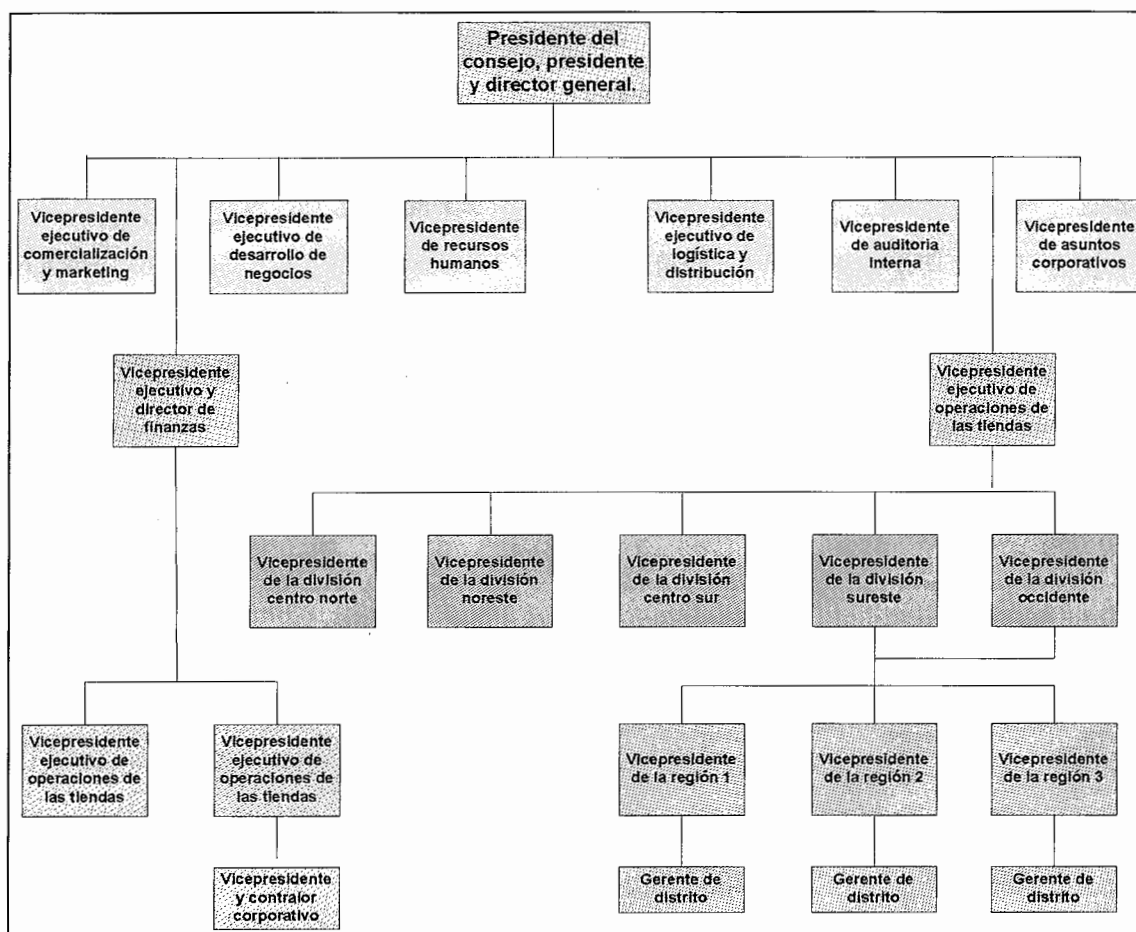 Presidente del
consejo, presidente
y director general.
Vicepresidente
ejecutivo de
comercialización
y marketing
Vicepresidente
ejecutivo de
desarrollo de
negocios
Vicepresidente
de recursos
humanos
Vicepresidente
ejecutivo de
logística y
distribución
Vicepresidente
de auditoria
Interna
Vicepresidente
de asuntos
corporativos
Vicepresidente
ejecutivo y
director de
finanzas
Vicepresidente
ejecutivo de
operaciones de
las tiendas
Vicepresidente
de la división
centro norte
Vicepresidente
de la división
noreste
Vicepresidente
de la división
centro sur
Vicepresidente
de la división
sureste
Vicepresidente
de la división
occidente
Vicepresidente
ejecutivo de
operaciones de
las tiendas
Vicepresidente
ejecutivo de
operaciones de
las tiendas
Vicepresidente
de la región 1
Vicepresidente
de la región 2
Vicepresidente
de la región 3
Vicepresidente
y contralor
corporativo
Gerente de
distrito
Gerente de
distrito
Gerente de
distrito